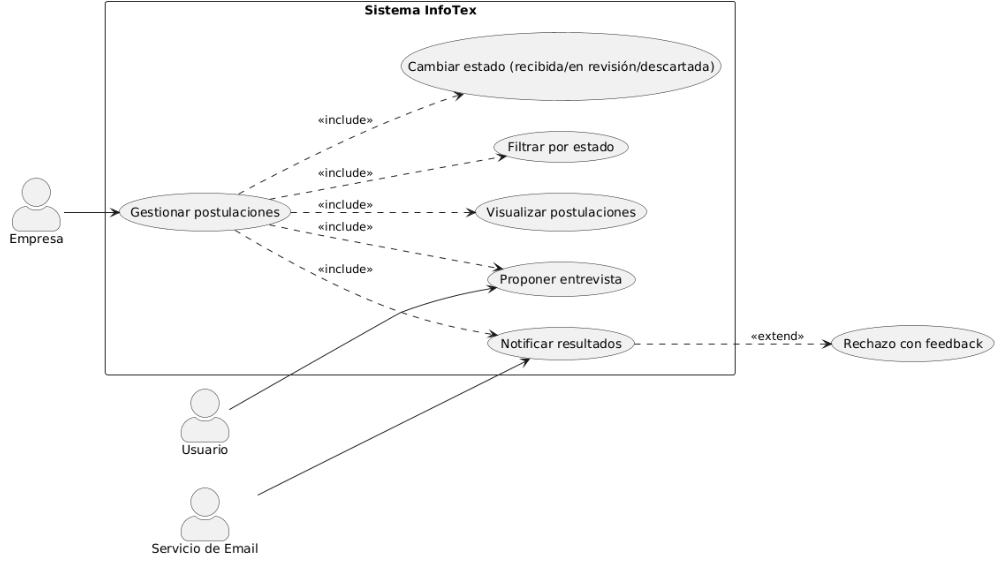 Sistema InfoTex
Cambiar estado (recibida/en revisión/descartada)
«include»
Filtrar por estado
«include»
Gestionar postulaciones
«include»
Visualizar postulaciones
«include»
Empresa
Proponer entrevista
«include»
Notificar resultados
«extend»
Rechazo con feedback
Usuario
Servicio de Email